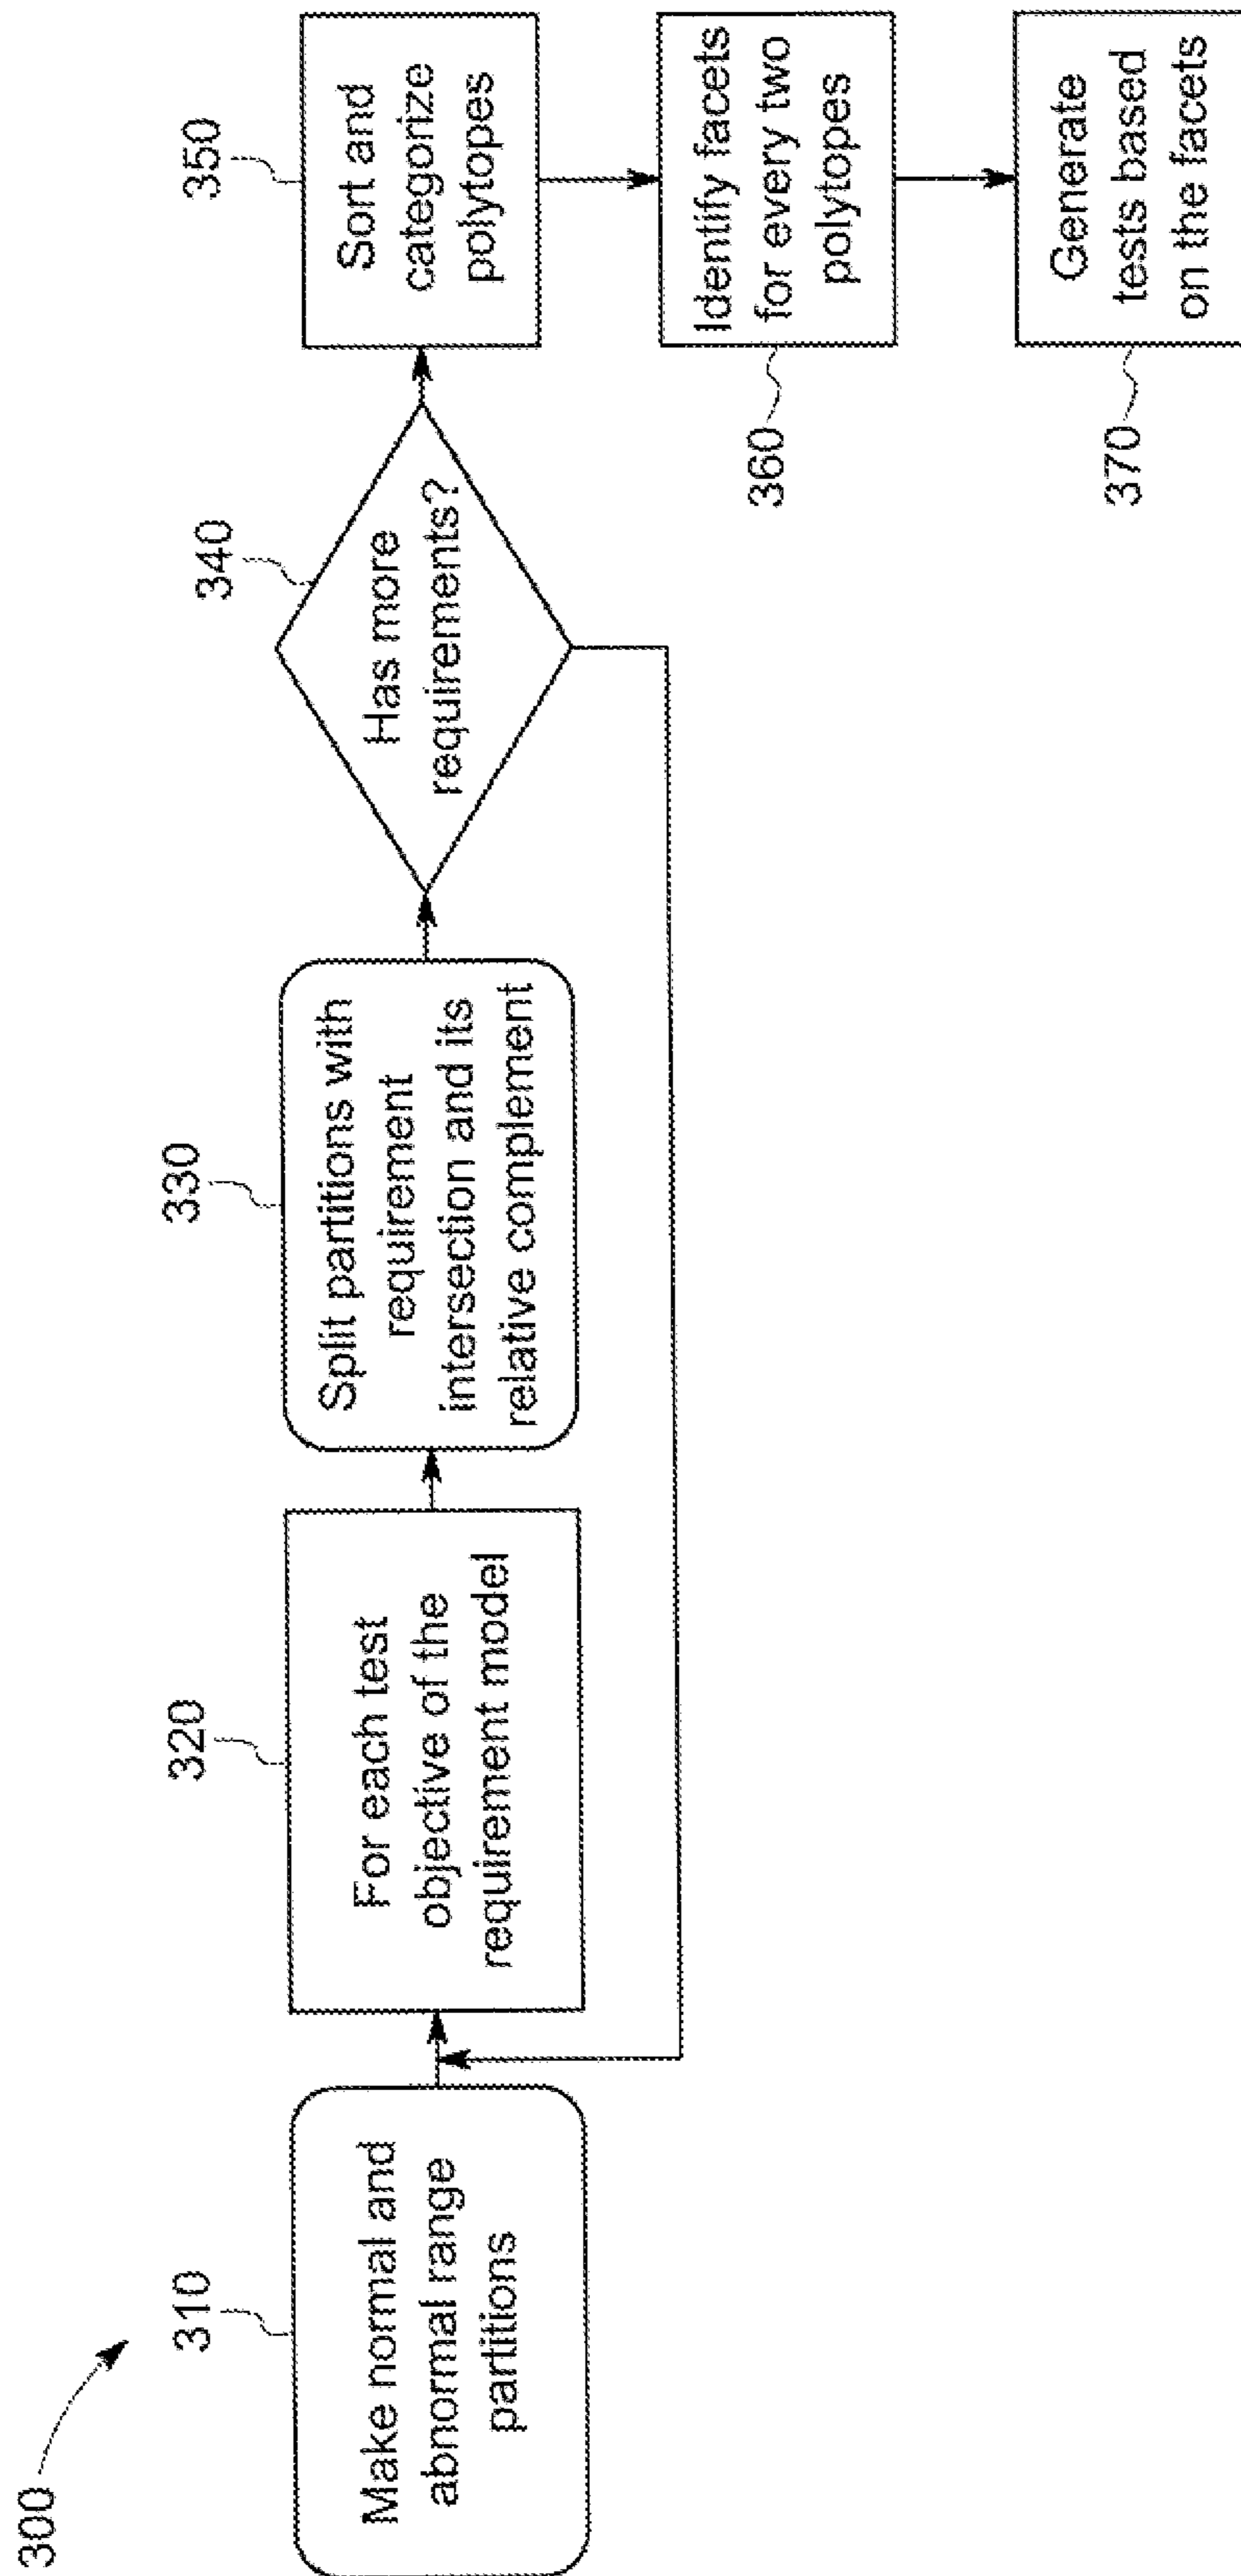 300
310
Make normal and
abnormal range
partitions
320
For each test
objective of the
requirement model
330
Split partitions with
requirement
intersection and its
relative complement
340
Has more
requirements?
350
Sort and
categorize
polytopes
360
Identify facets
for every two
polytopes
370
Generate
tests based
on the facets